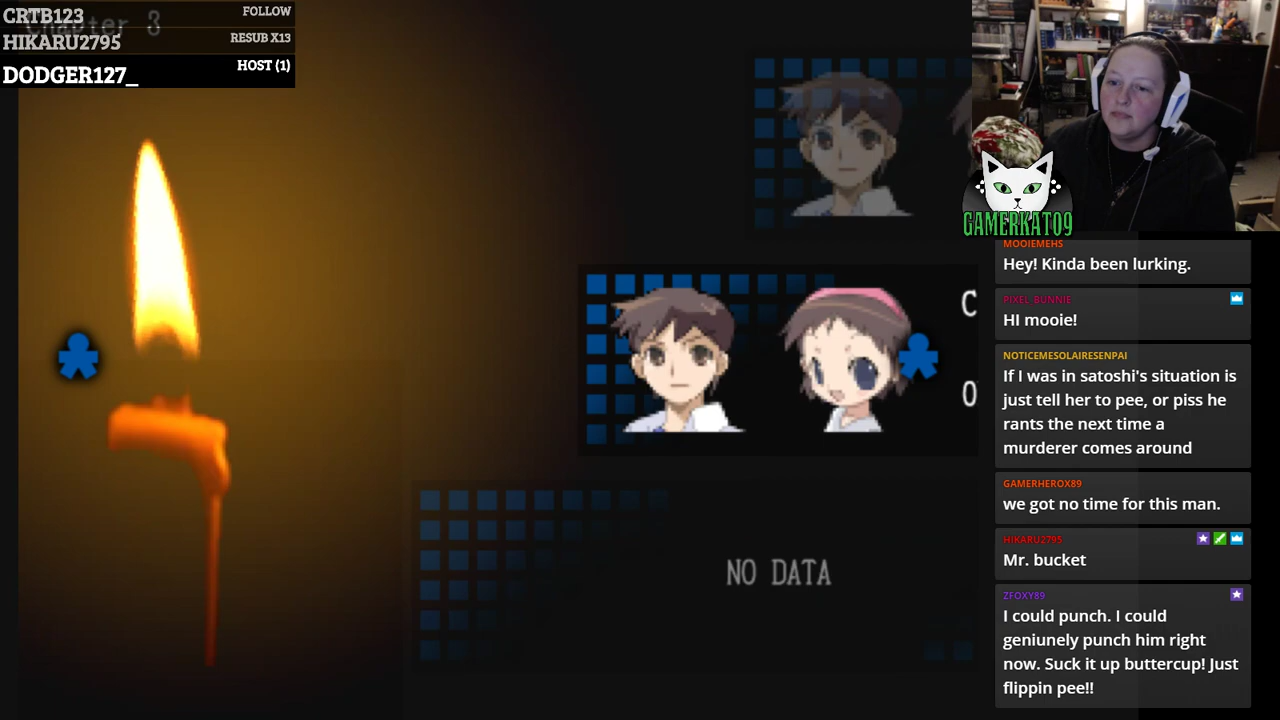 Chapter 3
CRTB123 FOLLOW
HIKARU2795 RESUB X13
DODGER127_ HOST (1)
C
O
NO DATA
GAMERKAT09
MOOIEMEHS
Hey! Kinda been lurking.
PIXEL_BUNNIE
HI mooie!
NOTICEMESOLAIRESENPAI
If I was in satoshi's situation is
just tell her to pee, or piss he
rants the next time a
murderer comes around
GAMERHEROX89
we got no time for this man.
HIKARU2795
Mr. bucket
ZFOXY89
I could punch. I could
geniunely punch him right
now. Suck it up buttercup! Just
flippin pee!!